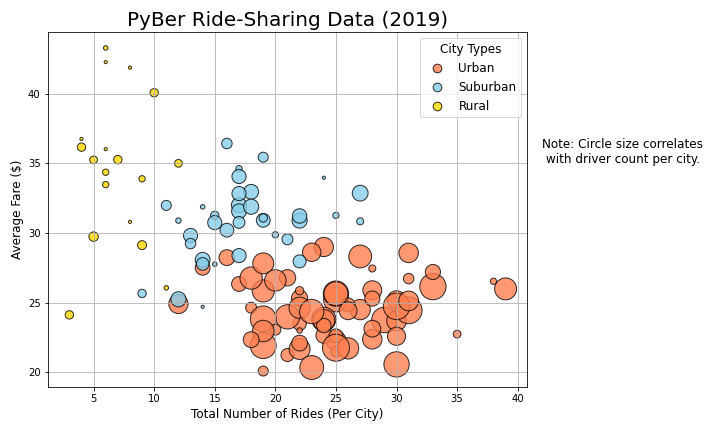 PyBer Ride-Sharing Data (2019)
City Types
Urban
Suburban
Rural
Average Fare ($)
40
35
30
25
20
5 10 15 20 25 30 35 40
Total Number of Rides (Per City)
Note: Circle size correlates
with driver count per city.